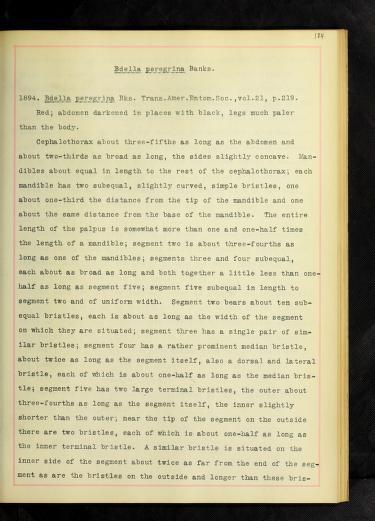 184
Bdella peregrina Banks.
1894. Bdella peregrina Bks. Trans.Amer.Entom.Soc.,vol.21, p.219.
Red; abdomen darkened in places with black, legs much paler
than the body.
Cephalothorax about three-fifths as long as the abdomen and
about two-thirds as broad as long, the sides slightly concave. Man-
dibles about equal in length to the rest of the cephalothorax; each
mandible has two subequal, slightly curved, simple bristles, one
about one-third the distance from the tip of the mandible and one
about the same distance from the base of the mandible. The entire
length of the palpus is somewhat more than one and one-half times
the length of a mandible; segment two is about three-fourths as
long as one of the mandibles; segments three and four subequal,
each about as broad as long and both together a little less than one-
half as long as segment five; segment five subequal in length to
segment two and of uniform width. Segment two bears about ten sub-
equal bristles, each is about as long as the width of the segment
on which they are situated; segment three has a single pair of sim-
ilar bristles; segment four has a rather prominent median bristle,
about twice as long as the segment itself, also a dorsal and lateral
bristle, each of which is about one-half as long as the median bris-
tle; segment five has two large terminal bristles, the outer about
three-fourths as long as the segment itself, the inner slightly
shorter than the outer; near the tip of the segment on the outside
there are two bristles, each of which is about one-half as long as
the inner terminal bristle. A similar bristle is situated on the
inner side of the segment about twice as far from the end of the seg-
ment as are the bristles on the outside and longer than these bris-